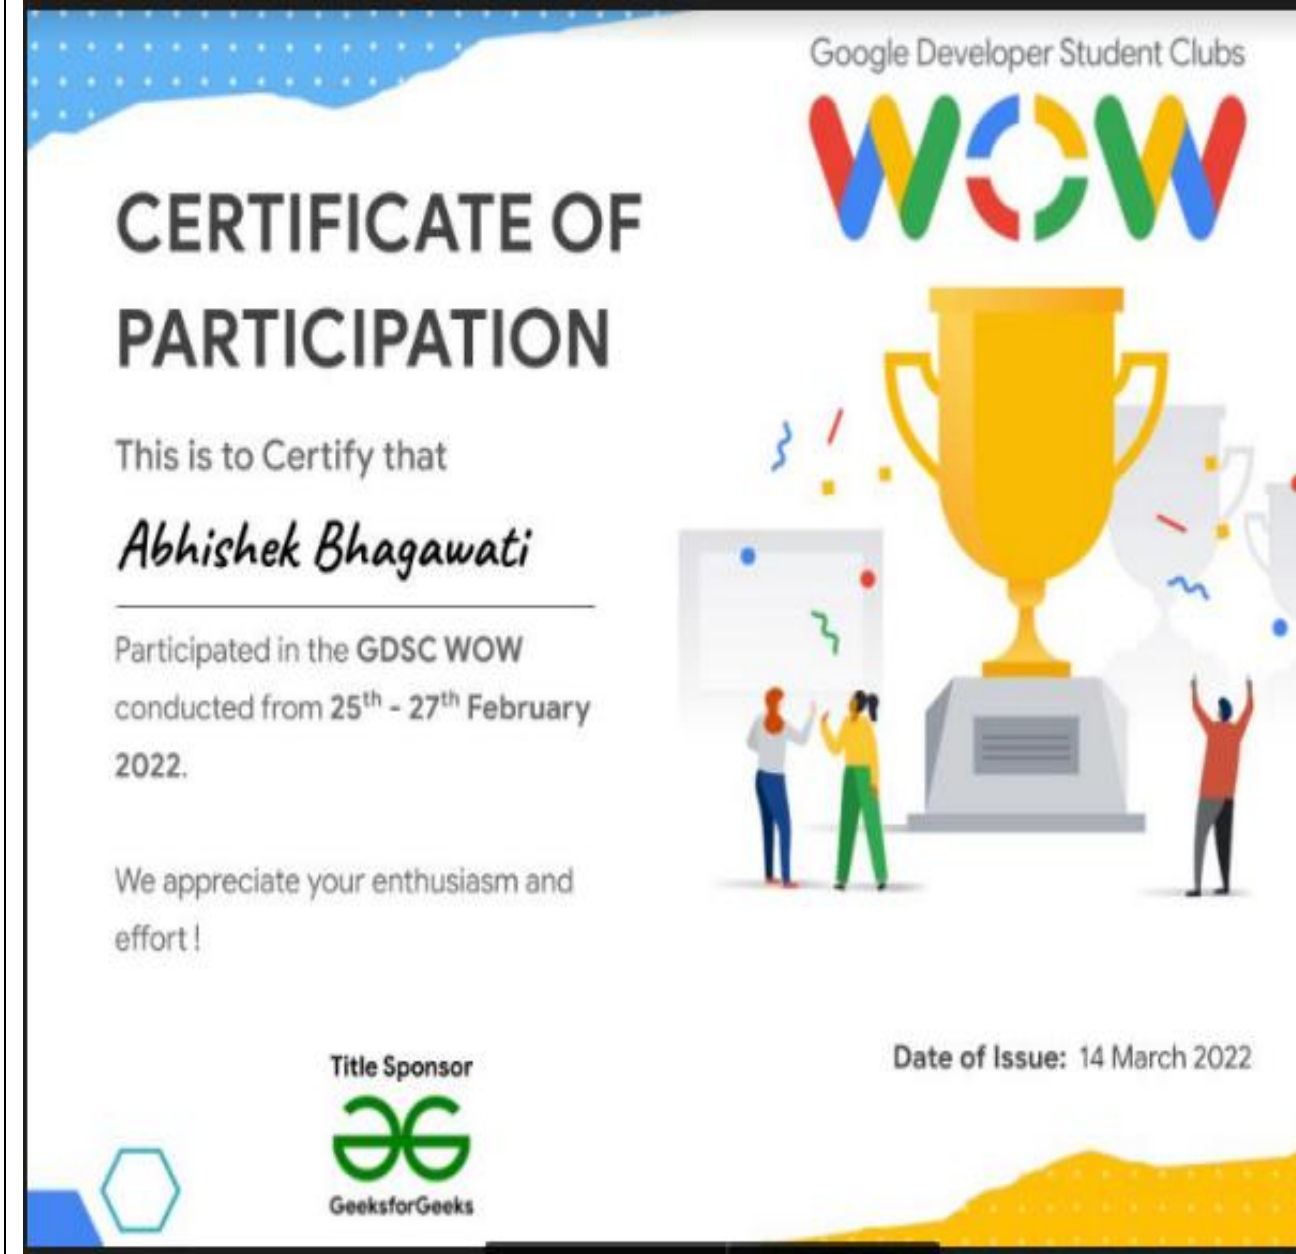 Google Developer Student Clubs
WOW
CERTIFICATE OF
PARTICIPATION
This is to Certify that
Abhishek Bhagawati
Participated in the GDSC WOW
conducted from 25th - 27th February
2022.
We appreciate your enthusiasm and
effort !
Title Sponsor
GeeksforGeeks
Date of Issue: 14 March 2022